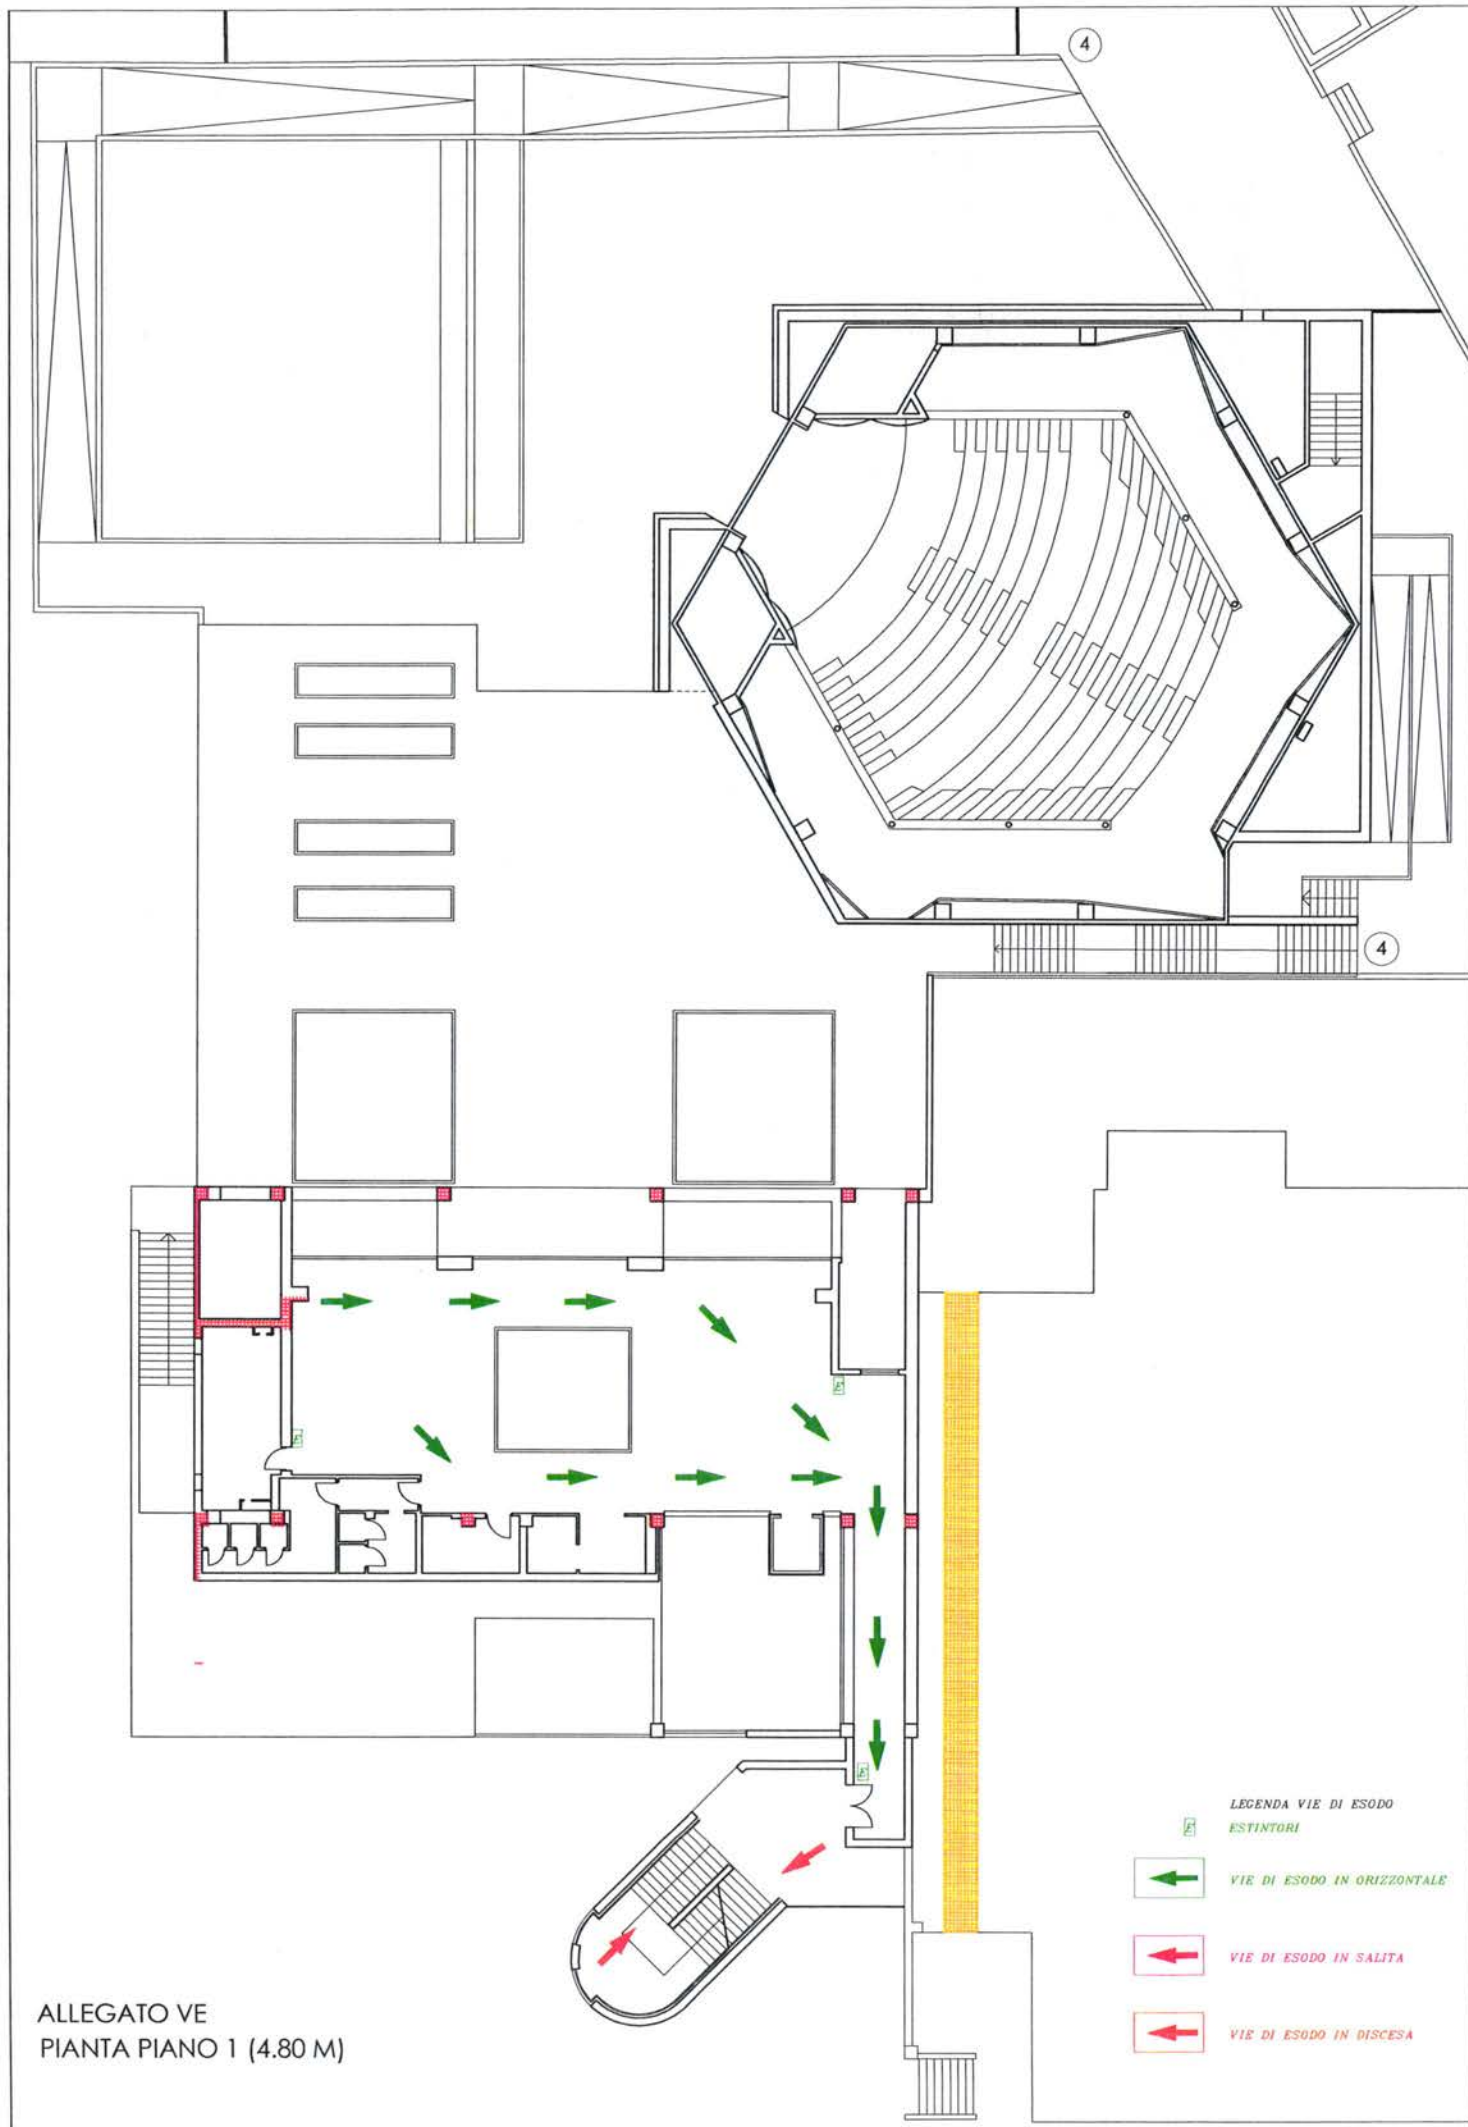 4
4
E
E
E
LEGENDA VIE DI ESODO
E ESTINTORI
VIE DI ESODO IN ORIZZONTALE
VIE DI ESODO IN SALITA
VIE DI ESODO IN DISCESA
ALLEGATO VE
PIANTA PIANO 1 (4.80 M)